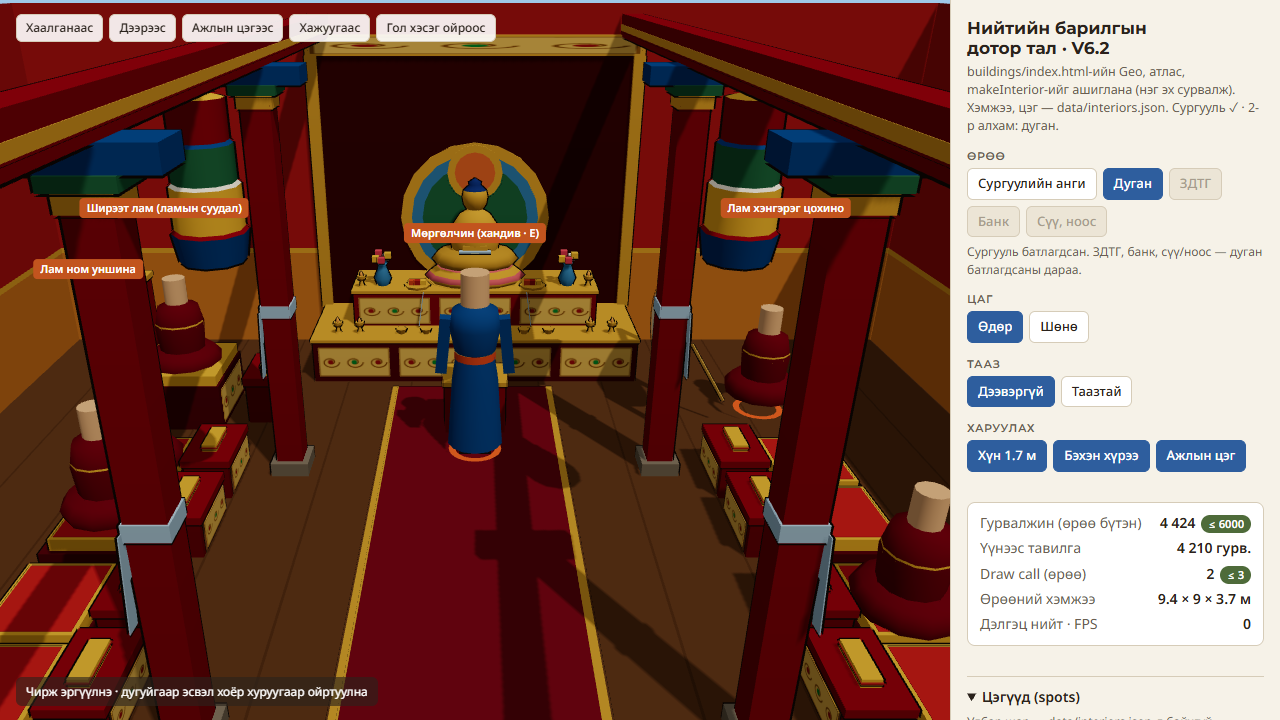 Хаалганаас Дээрээс Ажлын цэгээс Хажуугаас Гол хэсэг ойроос
Ширээт лам (ламын суудал)
Лам хэнгэрэг цохино
Мөргөлчин (хандив · E)
Лам ном уншина
Чирж эргүүлнэ · дугуйгаар эсвэл хоёр хуруугаар ойртуулна
Нийтийн барилгын
дотор тал · V6.2
buildings/index.html-ийн Geo, атлас,
makeInterior-ийг ашиглана (нэг эх сурвалж).
Хэмжээ, цэг — data/interiors.json. Сургууль ✓ · 2-
р алхам: дуган.
ӨРӨӨ
Сургуулийн анги Дуган ЗДТГ
Банк Сүү, ноос
Сургууль батлагдсан. ЗДТГ, банк, сүү/ноос — дуган
батлагдсаны дараа.
ЦАГ
Өдөр Шөнө
ТААЗ
Дээвэргүй Таазтай
ХАРУУЛАХ
Хүн 1.7 м Бэхэн хүрээ Ажлын цэг
Гурвалжин (өрөө бүтэн) 4 424 ≤ 6000
Үүнээс тавилга 4 210 гурв.
Draw call (өрөө) 2 ≤ 3
Өрөөний хэмжээ 9.4 × 9 × 3.7 м
Дэлгэц нийт · FPS 0
▼ Цэгүүд (spots)